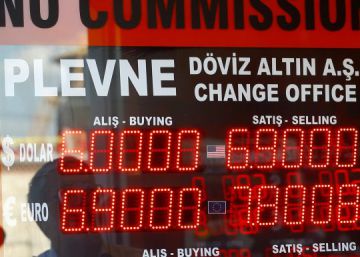 NO COMMISSION
PLEVNE
DÖVİZ ALTIN A.Ş.
CHANGE OFFICE
ALIŞ - BUYING SATIŞ - SELLING
$ DOLAR
€ EURO 6.9000
ALIŞ - BUYING SATIŞ - SELLING